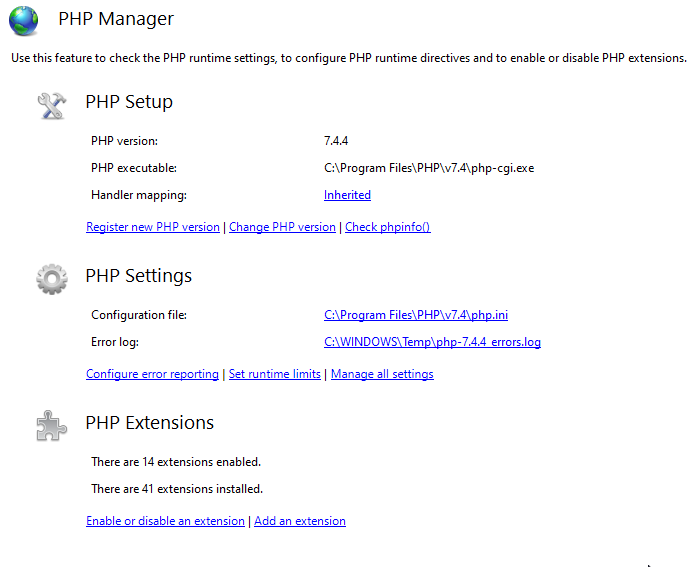 PHP Manager
Use this feature to check the PHP runtime settings, to configure PHP runtime directives and to enable or disable PHP extensions.
PHP Setup
PHP version: 7.4.4
PHP executable: C:\Program Files\PHP\v7.4\php-cgi.exe
Handler mapping: Inherited
Register new PHP version | Change PHP version | Check phpinfo()
PHP Settings
Configuration file: C:\Program Files\PHP\v7.4\php.ini
Error log: C:\WINDOWS\Temp\php-7.4.4_errors.log
Configure error reporting | Set runtime limits | Manage all settings
PHP Extensions
There are 14 extensions enabled.
There are 41 extensions installed.
Enable or disable an extension | Add an extension